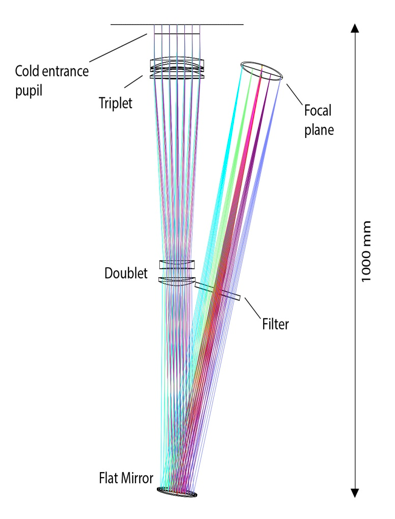 Cold entrance
pupil
Triplet
Focal
plane
1000 mm
Doublet
Filter
Flat Mirror